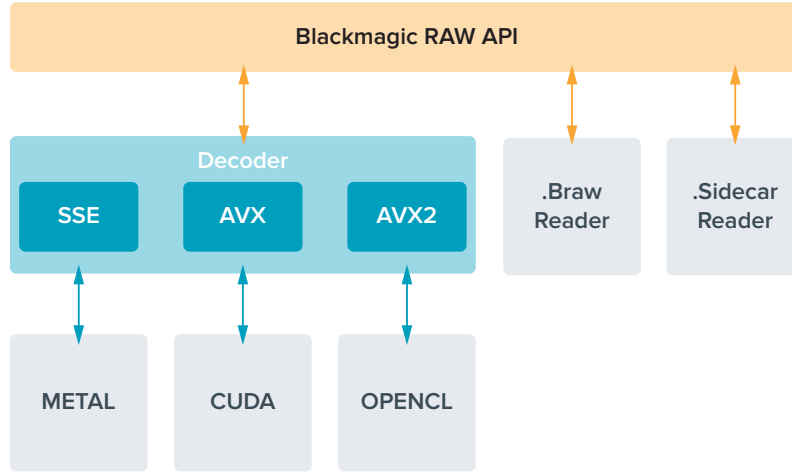 Blackmagic RAW API
Decoder
SSE
AVX
AVX2
.Braw
Reader
.Sidecar
Reader
METAL
CUDA
OPENCL